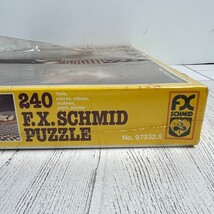 240
F.X. SCHMID
PUZZLE
No. 97332.5
FX
SCHMID